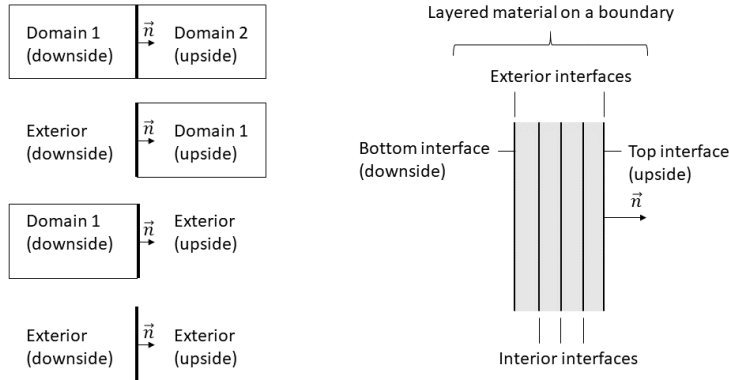 Domain 1
(downside)
n
Domain 2
(upside)
Exterior
(downside)
n
Domain 1
(upside)
Domain 1
(downside)
n
Exterior
(upside)
Exterior
(downside)
n
Exterior
(upside)
Layered material on a boundary
Exterior interfaces
Bottom interface
(downside)
Top interface
(upside)
n
Interior interfaces